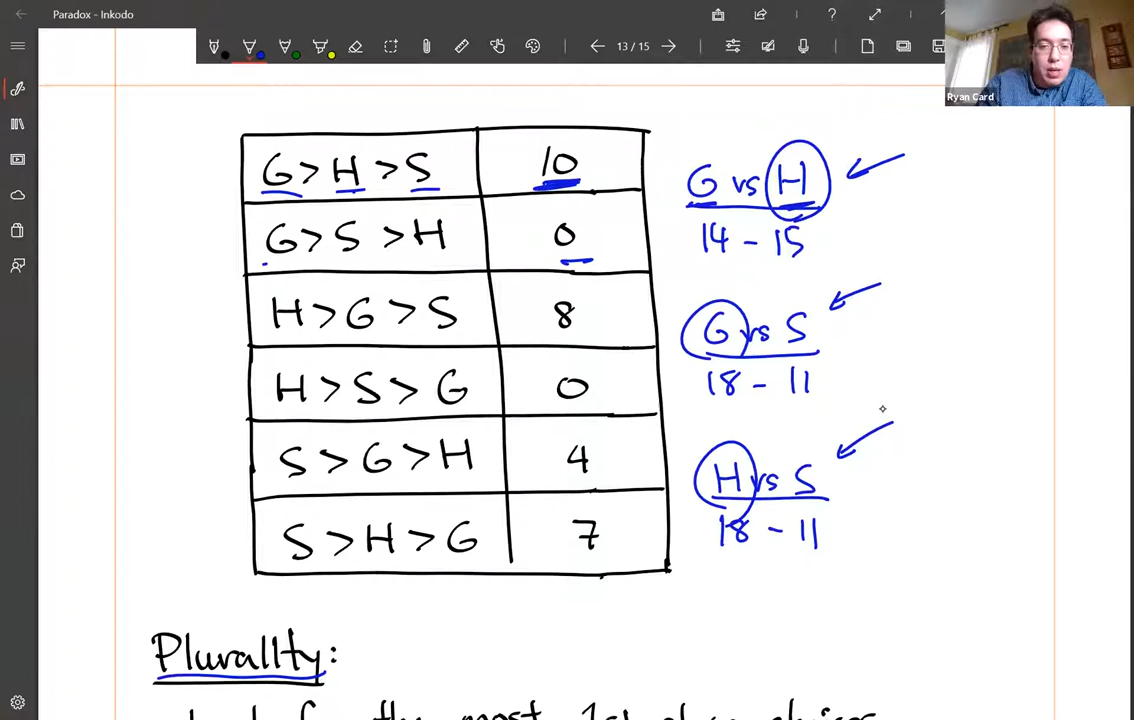 Paradox - Inkodo
13 / 15
Ryan Card
G > H > S 10
G > S > H 0
H > G > S 8
H > S > G 0
S > G > H 4
S > H > G 7
G vs H
14 - 15
G vs S
18 - 11
H vs S
18 - 11
Plurality: